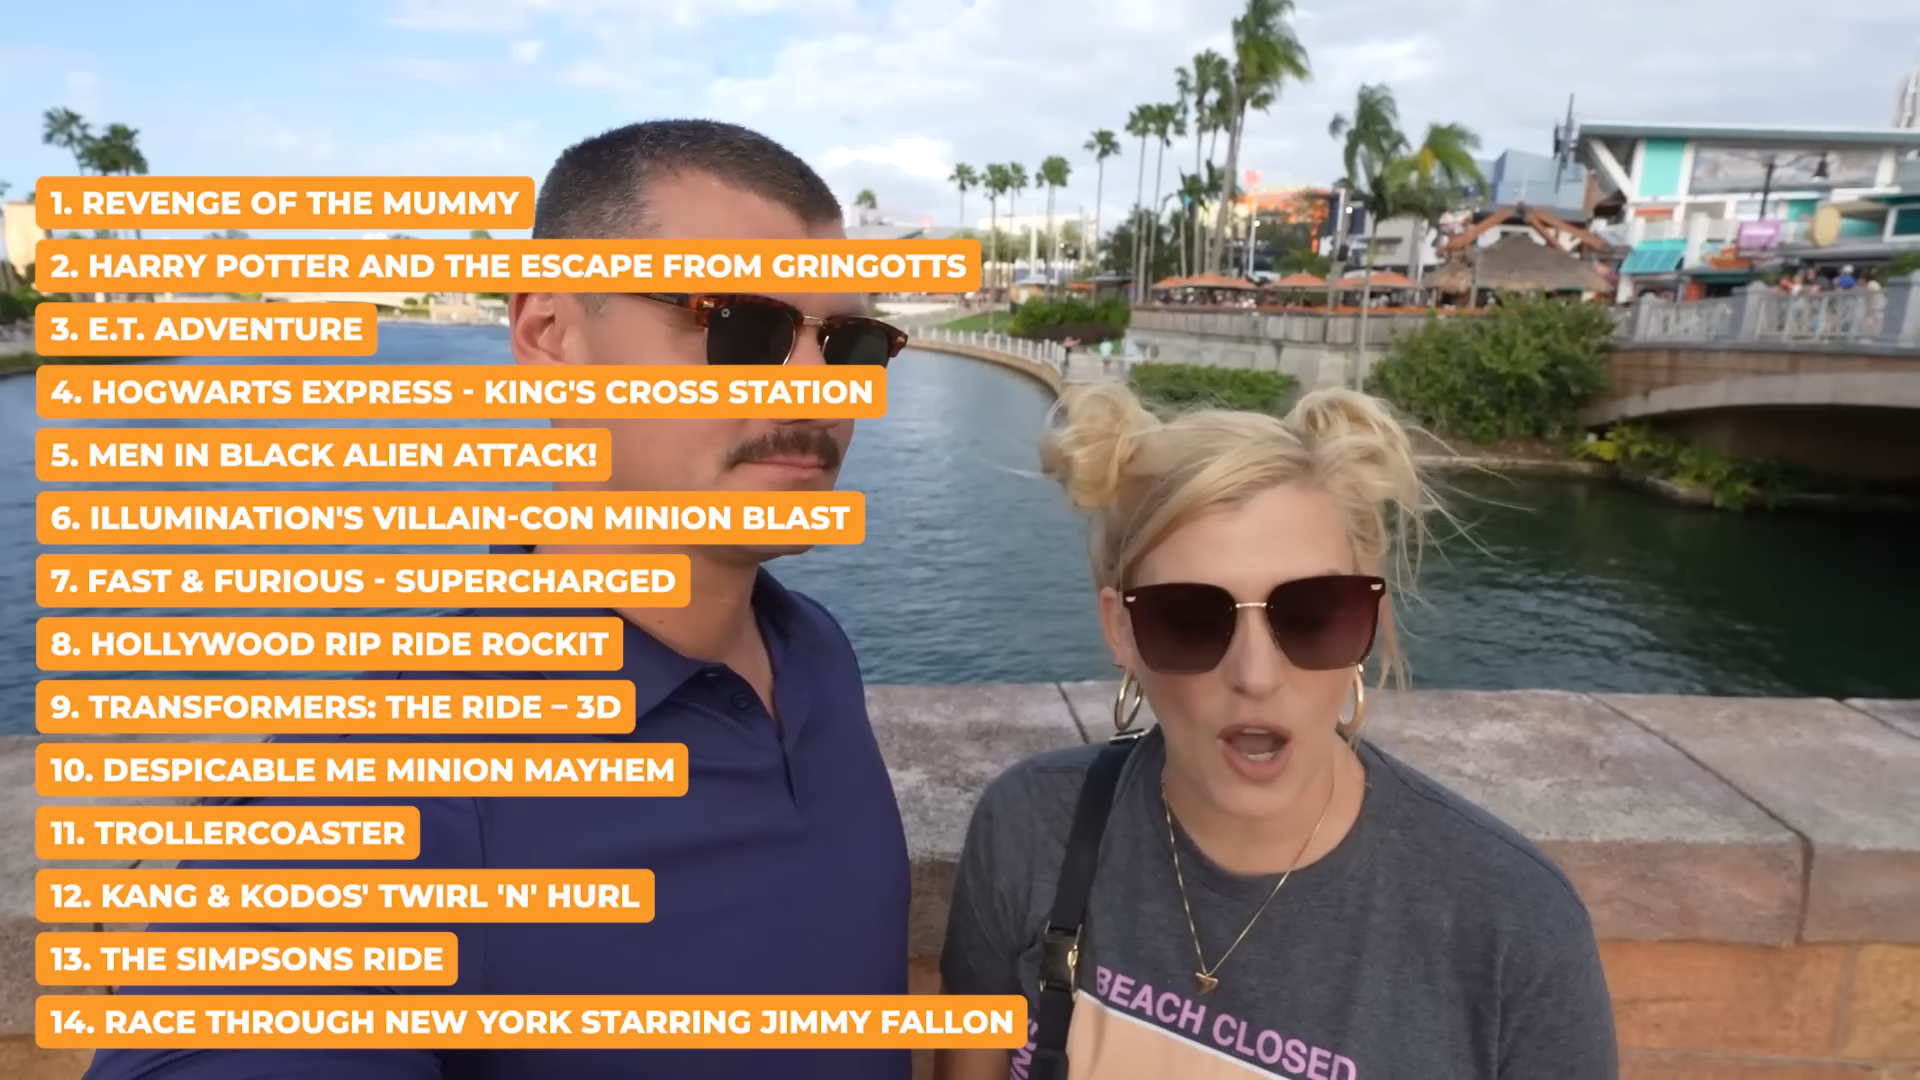 1. REVENGE OF THE MUMMY
2. HARRY POTTER AND THE ESCAPE FROM GRINGOTTS
3. E.T. ADVENTURE
4. HOGWARTS EXPRESS - KING'S CROSS STATION
5. MEN IN BLACK ALIEN ATTACK!
6. ILLUMINATION'S VILLAIN-CON MINION BLAST
7. FAST & FURIOUS - SUPERCHARGED
8. HOLLYWOOD RIP RIDE ROCKIT
9. TRANSFORMERS: THE RIDE – 3D
10. DESPICABLE ME MINION MAYHEM
11. TROLLERCOASTER
12. KANG & KODOS' TWIRL 'N' HURL
13. THE SIMPSONS RIDE
14. RACE THROUGH NEW YORK STARRING JIMMY FALLON
BEACH CLOSED